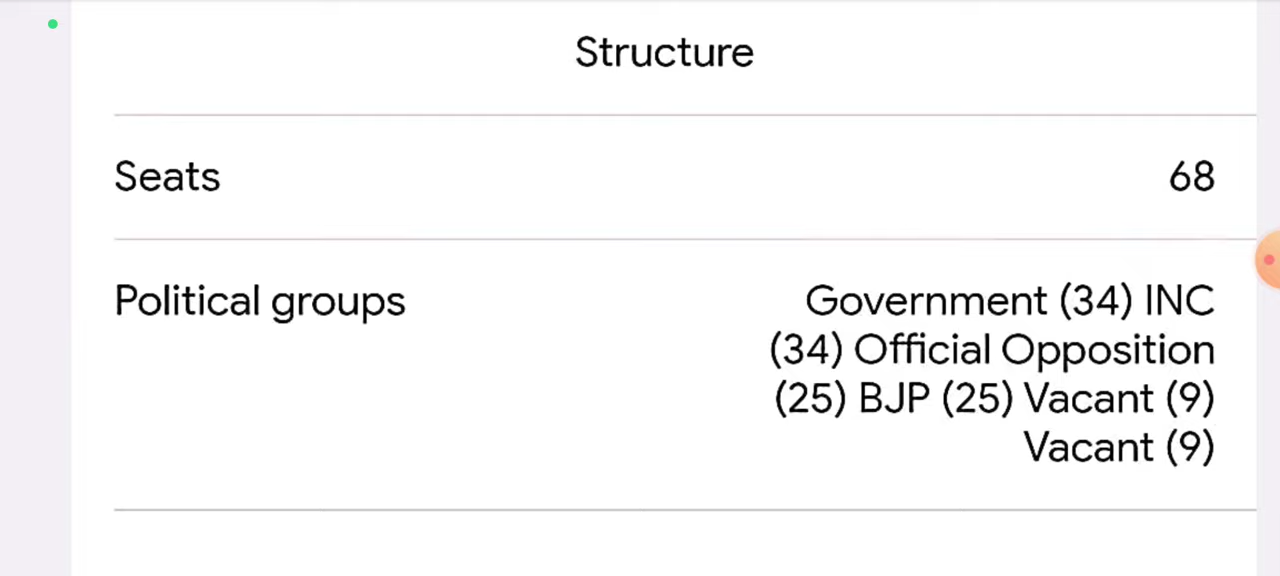 Structure
Seats 68
Political groups Government (34) INC
(34) Official Opposition
(25) BJP (25) Vacant (9)
Vacant (9)